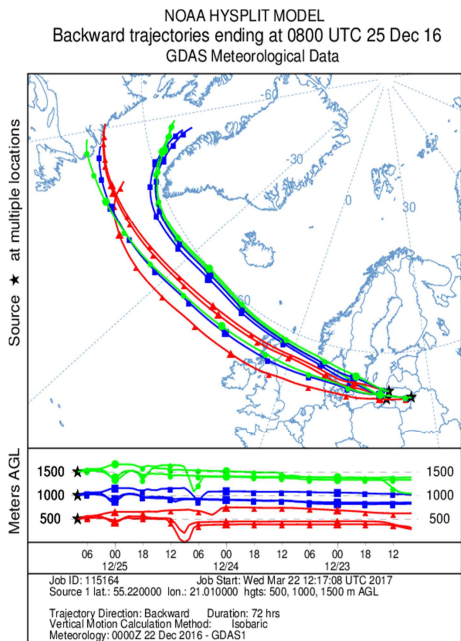 NOAA HYSPLIT MODEL
Backward trajectories ending at 0800 UTC 25 Dec 16
GDAS Meteorological Data
Source ★ at multiple locations
60
-30
0
30
60
Meters AGL
1500 1500
1000 1000
500 500
06 00 18 12 06 00 18 12 06 00 18 12
12/25 12/24 12/23
Job ID: 115164 Job Start: Wed Mar 22 12:17:08 UTC 2017
Source 1 lat.: 55.220000 lon.: 21.010000 hgts: 500, 1000, 1500 m AGL
Trajectory Direction: Backward Duration: 72 hrs
Vertical Motion Calculation Method: Isobaric
Meteorology: 0000Z 22 Dec 2016 - GDAS1